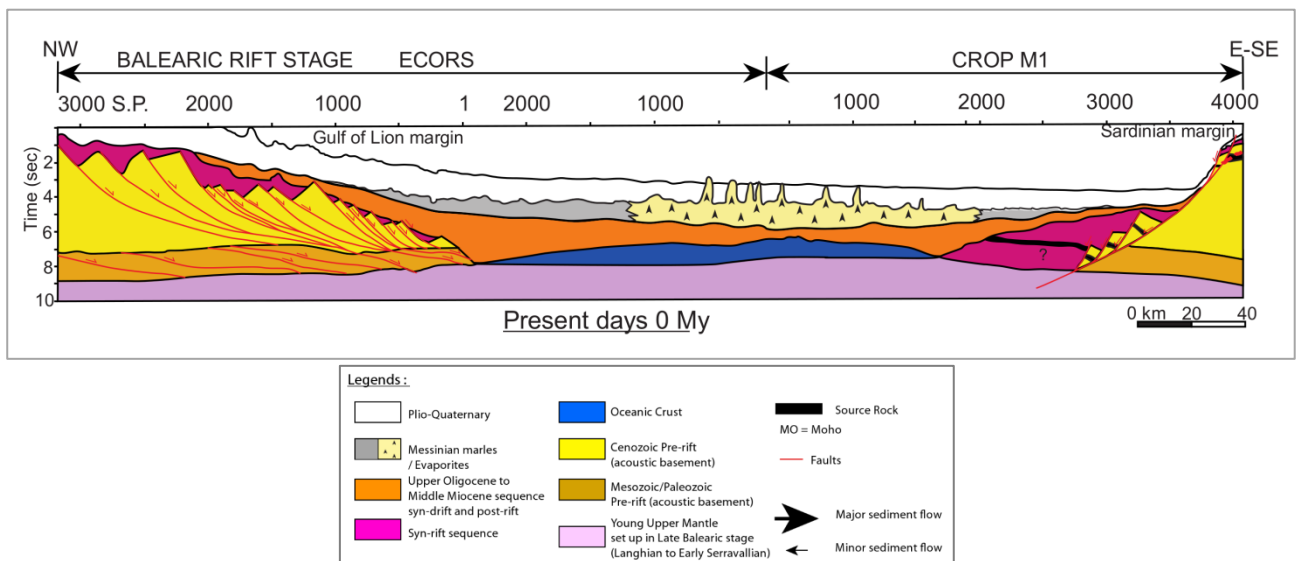 NW
E-SE
BALEARIC RIFT STAGE ECORS
CROP M1
3000 S.P. 2000 1000 1 2000 1000 1000 2000 3000 4000
Gulf of Lion margin
Sardinian margin
Time (sec)
2
4
6
8
10
?
Present days 0 My
0 km 20 40
Legends :
Plio-Quaternary
Messinian marles
/ Evaporites
Upper Oligocene to
Middle Miocene sequence
syn-drift and post-rift
Syn-rift sequence
Oceanic Crust
Cenozoic Pre-rift
(acoustic basement)
Mesozoic/Paleozoic
Pre-rift (acoustic basement)
Young Upper Mantle
set up in Late Balearic stage
(Langhian to Early Serravallian)
Source Rock
MO = Moho
Faults
Major sediment flow
Minor sediment flow